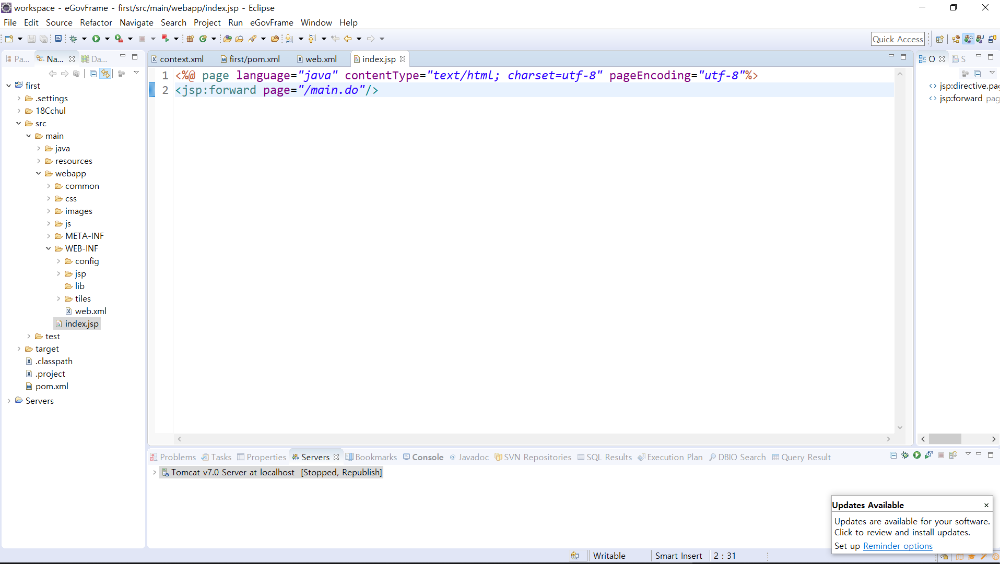 workspace - eGovFrame - first/src/main/webapp/index.jsp - Eclipse
File Edit Source Refactor Navigate Search Project Run eGovFrame Window Help
Quick Access
Pa... Na... Da...
first
.settings
18Cchul
src
main
java
resources
webapp
common
css
images
js
META-INF
WEB-INF
config
jsp
lib
tiles
web.xml
index.jsp
test
target
.classpath
.project
pom.xml
Servers
context.xml first/pom.xml web.xml index.jsp
1 <%@ page language="java" contentType="text/html; charset=utf-8" pageEncoding="utf-8"%>
2 <jsp:forward page="/main.do"/>
O S
jsp:directive.pag
jsp:forward pag
Problems Tasks Properties Servers Bookmarks Console Javadoc SVN Repositories SQL Results Execution Plan DBIO Search Query Result
Tomcat v7.0 Server at localhost [Stopped, Republish]
Updates Available
Updates are available for your software.
Click to review and install updates.
Set up Reminder options
Writable Smart Insert 2 : 31